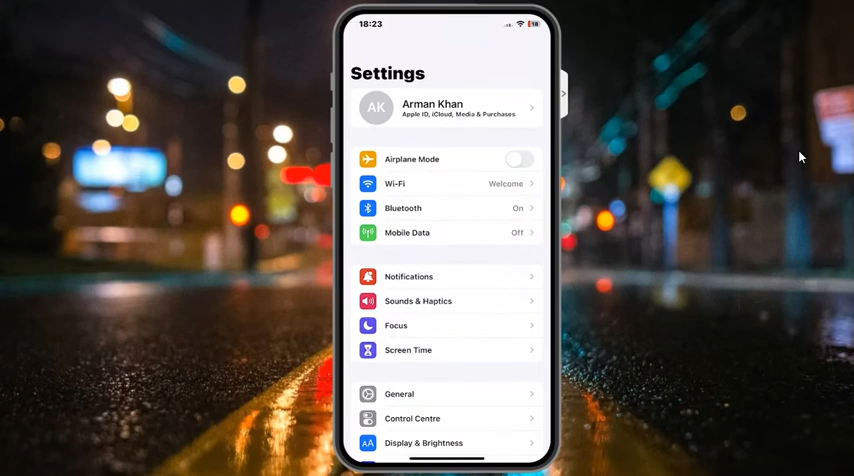 18:23
18
Settings
AK
Arman Khan
Apple ID, iCloud, Media & Purchases
Airplane Mode
Wi-Fi Welcome
Bluetooth On
Mobile Data Off
Notifications
Sounds & Haptics
Focus
Screen Time
General
Control Centre
AA Display & Brightness